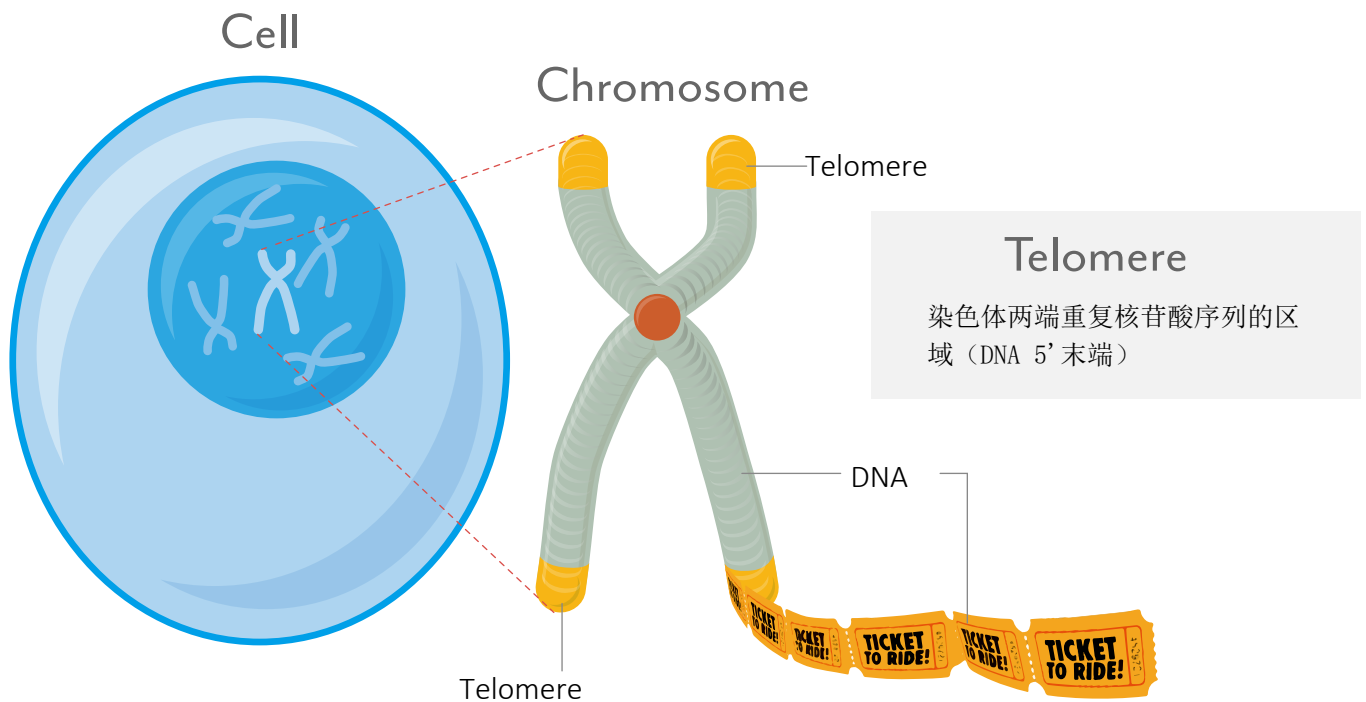 Cell
Chromosome
Telomere
Telomere
染色体两端重复核苷酸序列的区
域（DNA 5'末端）
DNA
TICKET
TO RIDE!
TICKET
TO RIDE!
TICKET
TO RIDE!
TICKET
TO RIDE!
TICKET
TO RIDE!
Telomere